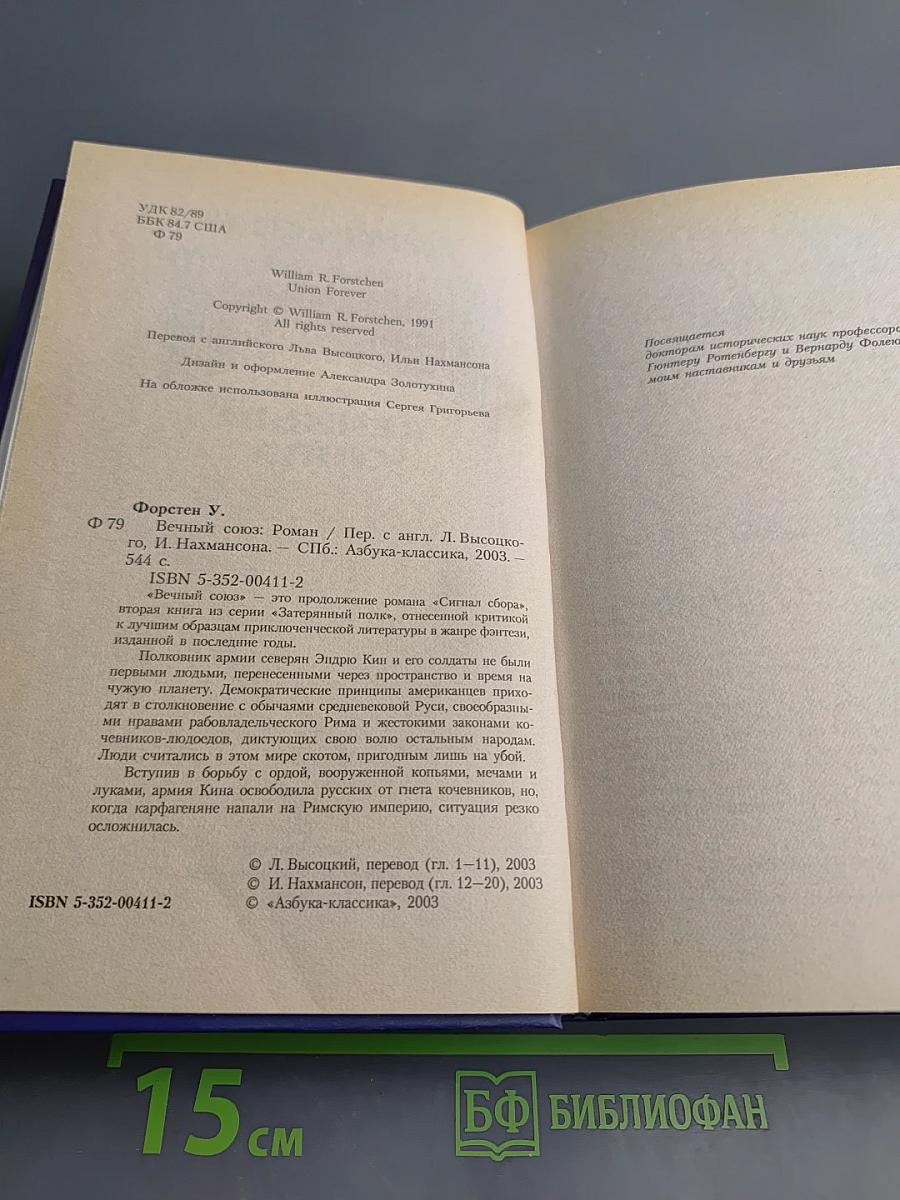 УДК 82/89
ББК 84.7 США
Ф 79
William R. Forstchen
Union Forever
Copyright © William R. Forstchen, 1991
All rights reserved
Перевод с английского Льва Высоцкого, Ильи Нахмансона
Дизайн и оформление Александра Золотухина
На обложке использована иллюстрация Сергея Григорьева
Форстен У.
Ф 79 Вечный союз: Роман / Пер. с англ. Л. Высоцко-
го, И. Нахмансона. — СПб.: Азбука-классика, 2003. —
544 с.
ISBN 5-352-00411-2
«Вечный союз» — это продолжение романа «Сигнал сбора»,
вторая книга из серии «Затерянный полк», отнесенной критикой
к лучшим образцам приключенческой литературы в жанре фэнтези,
изданной в последние годы.
Полковник армии северян Эндрю Кин и его солдаты не были
первыми людьми, перенесенными через пространство и время на
чужую планету. Демократические принципы американцев прихо-
дят в столкновение с обычаями средневековой Руси, своеобразны-
ми нравами рабовладельческого Рима и жестокими законами ко-
чевников-людоедов, диктующих свою волю остальным народам.
Люди считались в этом мире скотом, пригодным лишь на убой.
Вступив в борьбу с ордой, вооруженной копьями, мечами и
луками, армия Кина освободила русских от гнета кочевников, но,
когда карфагеняне напали на Римскую империю, ситуация резко
осложнилась.
© Л. Высоцкий, перевод (гл. 1—11), 2003
© И. Нахмансон, перевод (гл. 12—20), 2003
ISBN 5-352-00411-2 © «Азбука-классика», 2003
Посвящается
докторам исторических наук профессора
Гюнтеру Ротенбергу и Вернарду Фолею
моим наставникам и друзьям
15 см
БФ БИБЛИОФАН